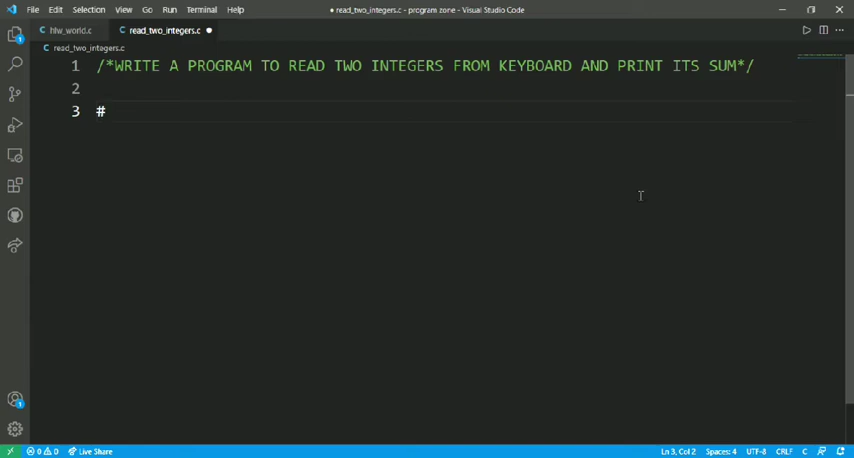 File Edit Selection View Go Run Terminal Help
● read_two_integers.c - program zone - Visual Studio Code
C hlw_world.c
C read_two_integers.c ●
C read_two_integers.c
1 /*WRITE A PROGRAM TO READ TWO INTEGERS FROM KEYBOARD AND PRINT ITS SUM*/
2
3 #
1
1
0 0 Live Share
Ln 3, Col 2 Spaces: 4 UTF-8 CRLF C